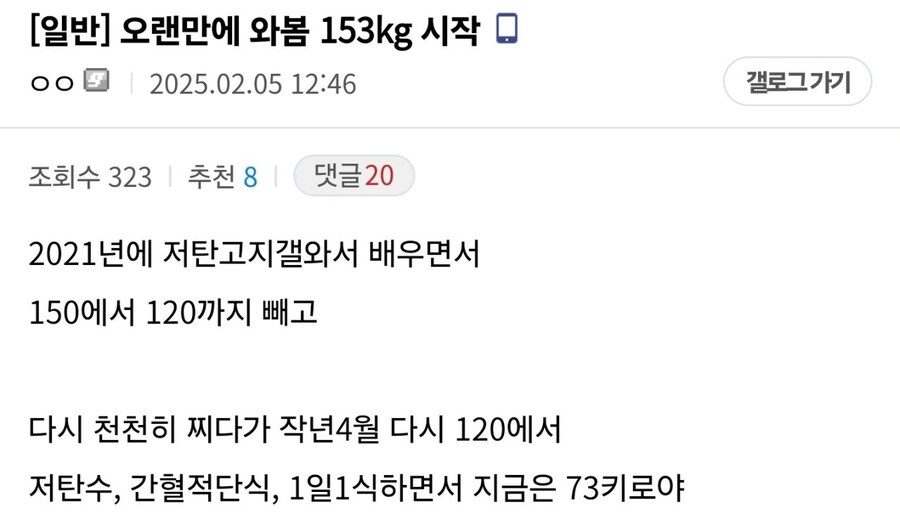 [일반] 오랜만에 와봄 153kg 시작
ㅇㅇ | 2025.02.05 12:46
갤로그 가기
조회수 323 | 추천 8 | 댓글 20
2021년에 저탄고지갤와서 배우면서
150에서 120까지 빼고
다시 천천히 찌다가 작년4월 다시 120에서
저탄수, 간혈적단식, 1일1식하면서 지금은 73키로야